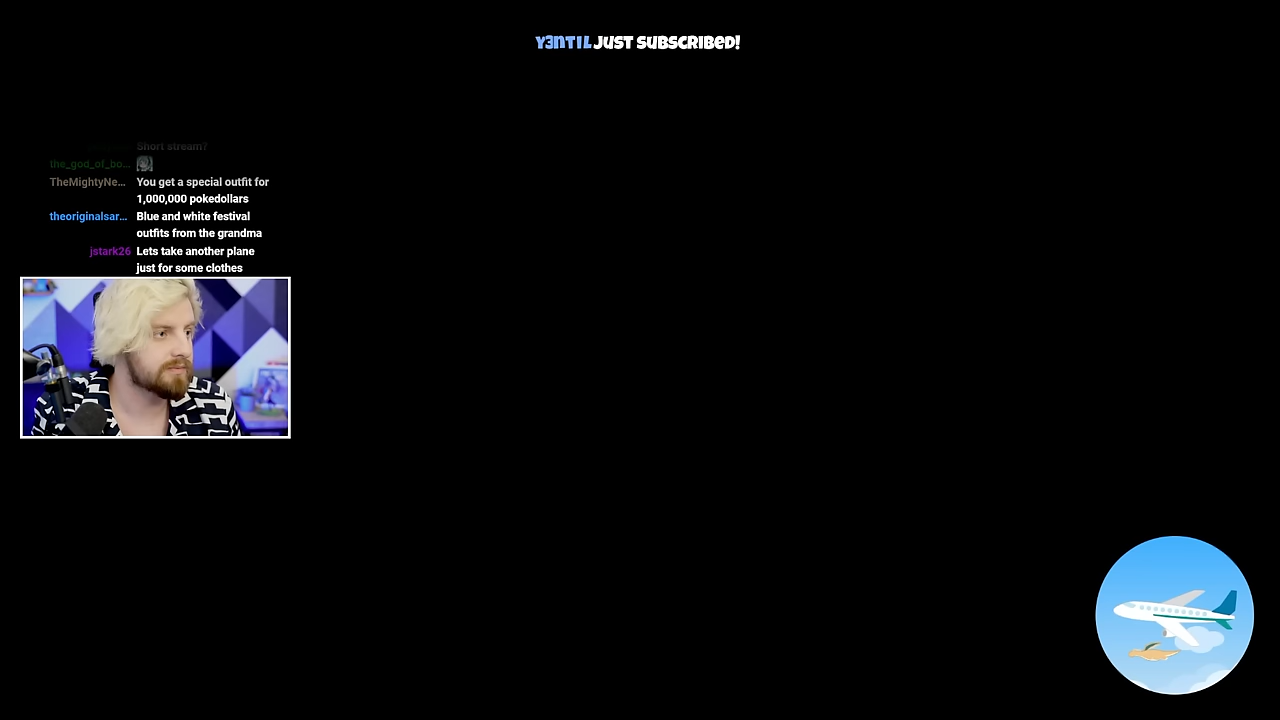 Y3NTIL JUST SUBSCRIBED!
Short stream?
the_god_of_bo...
TheMightyNe... You get a special outfit for
1,000,000 pokedollars
theoriginalsar... Blue and white festival
outfits from the grandma
jstark26 Lets take another plane
just for some clothes